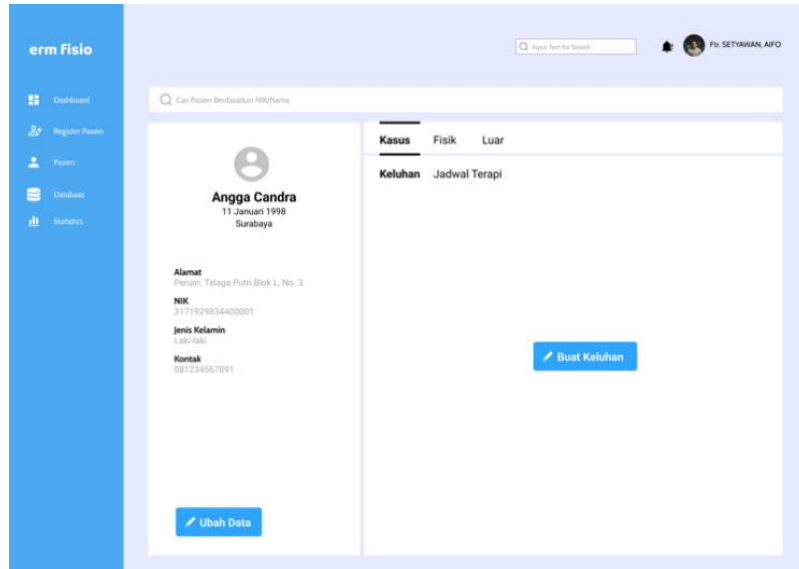 erm fisio
Input Text for Search
Ftr. SETYAWAN, AIFO
Dashboard
Register Pasien
Pasien
Database
Statistics
Cari Pasien Berdasarkan NIK/Nama
Angga Candra
11 Januari 1998
Surabaya
Alamat
Perum. Telaga Putri Blok L, No. 3
NIK
3171929834400001
Jenis Kelamin
Laki-laki
Kontak
081234567891
Ubah Data
Kasus Fisik Luar
Keluhan Jadwal Terapi
Buat Keluhan